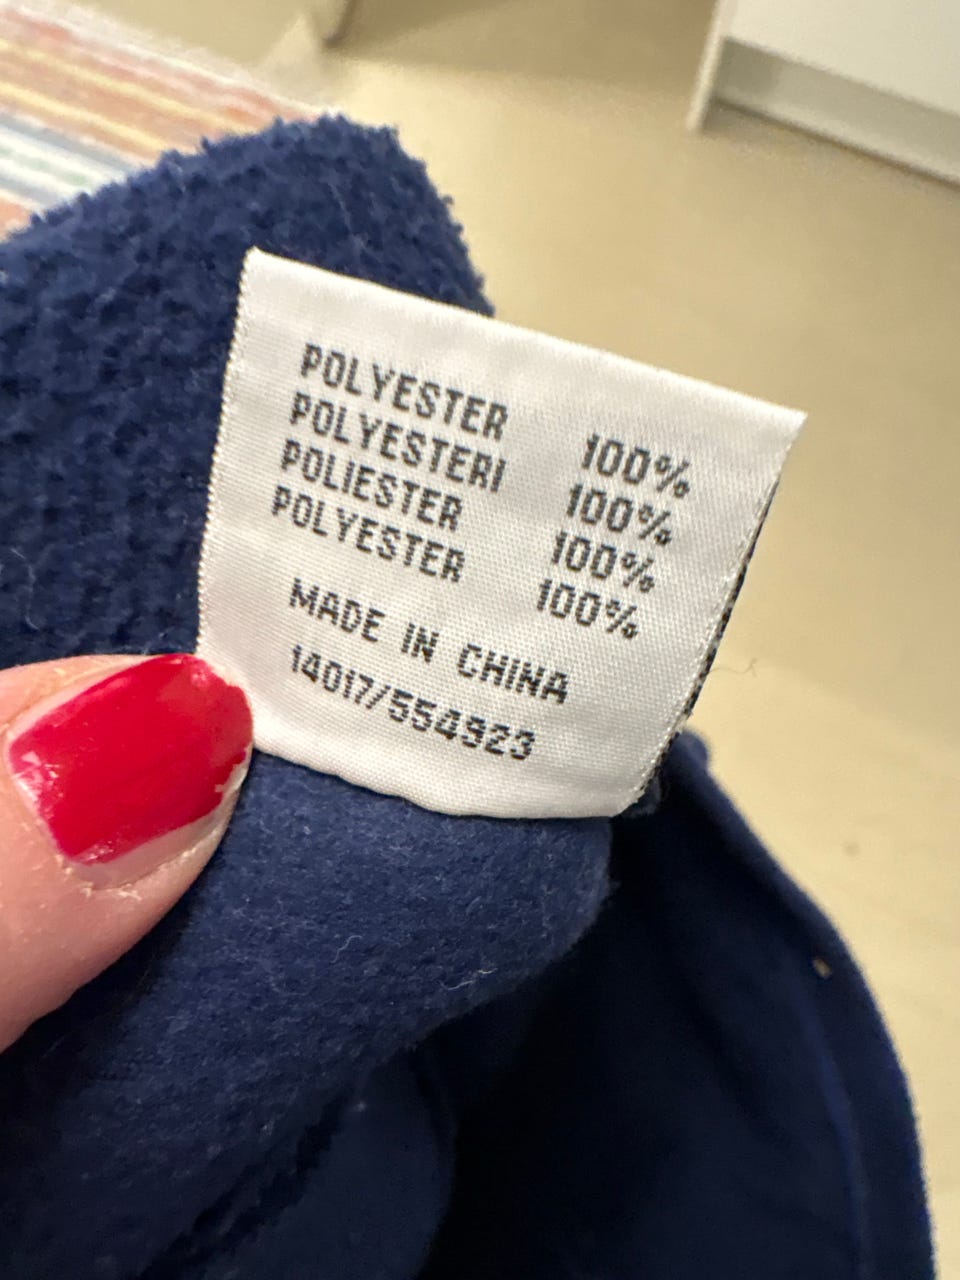 POLYESTER 100%
POLYESTERI 100%
POLIESTER 100%
POLYESTER 100%
MADE IN CHINA
14017/554923